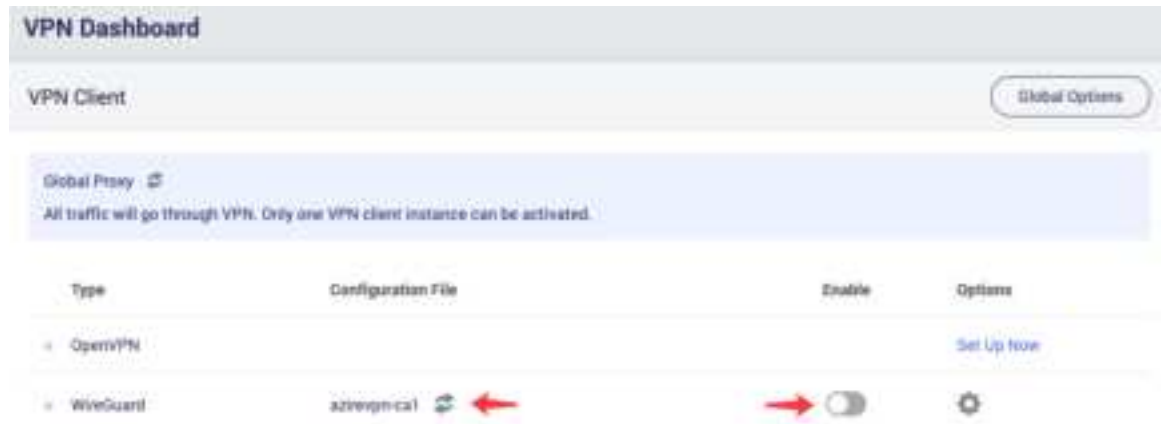 VPN Dashboard
VPN Client
Global Options
Global Proxy
All traffic will go through VPN. Only one VPN client instance can be activated.
Type Configuration File Enable Options
OpenVPN Set Up Now
WireGuard azirevpn-ca1